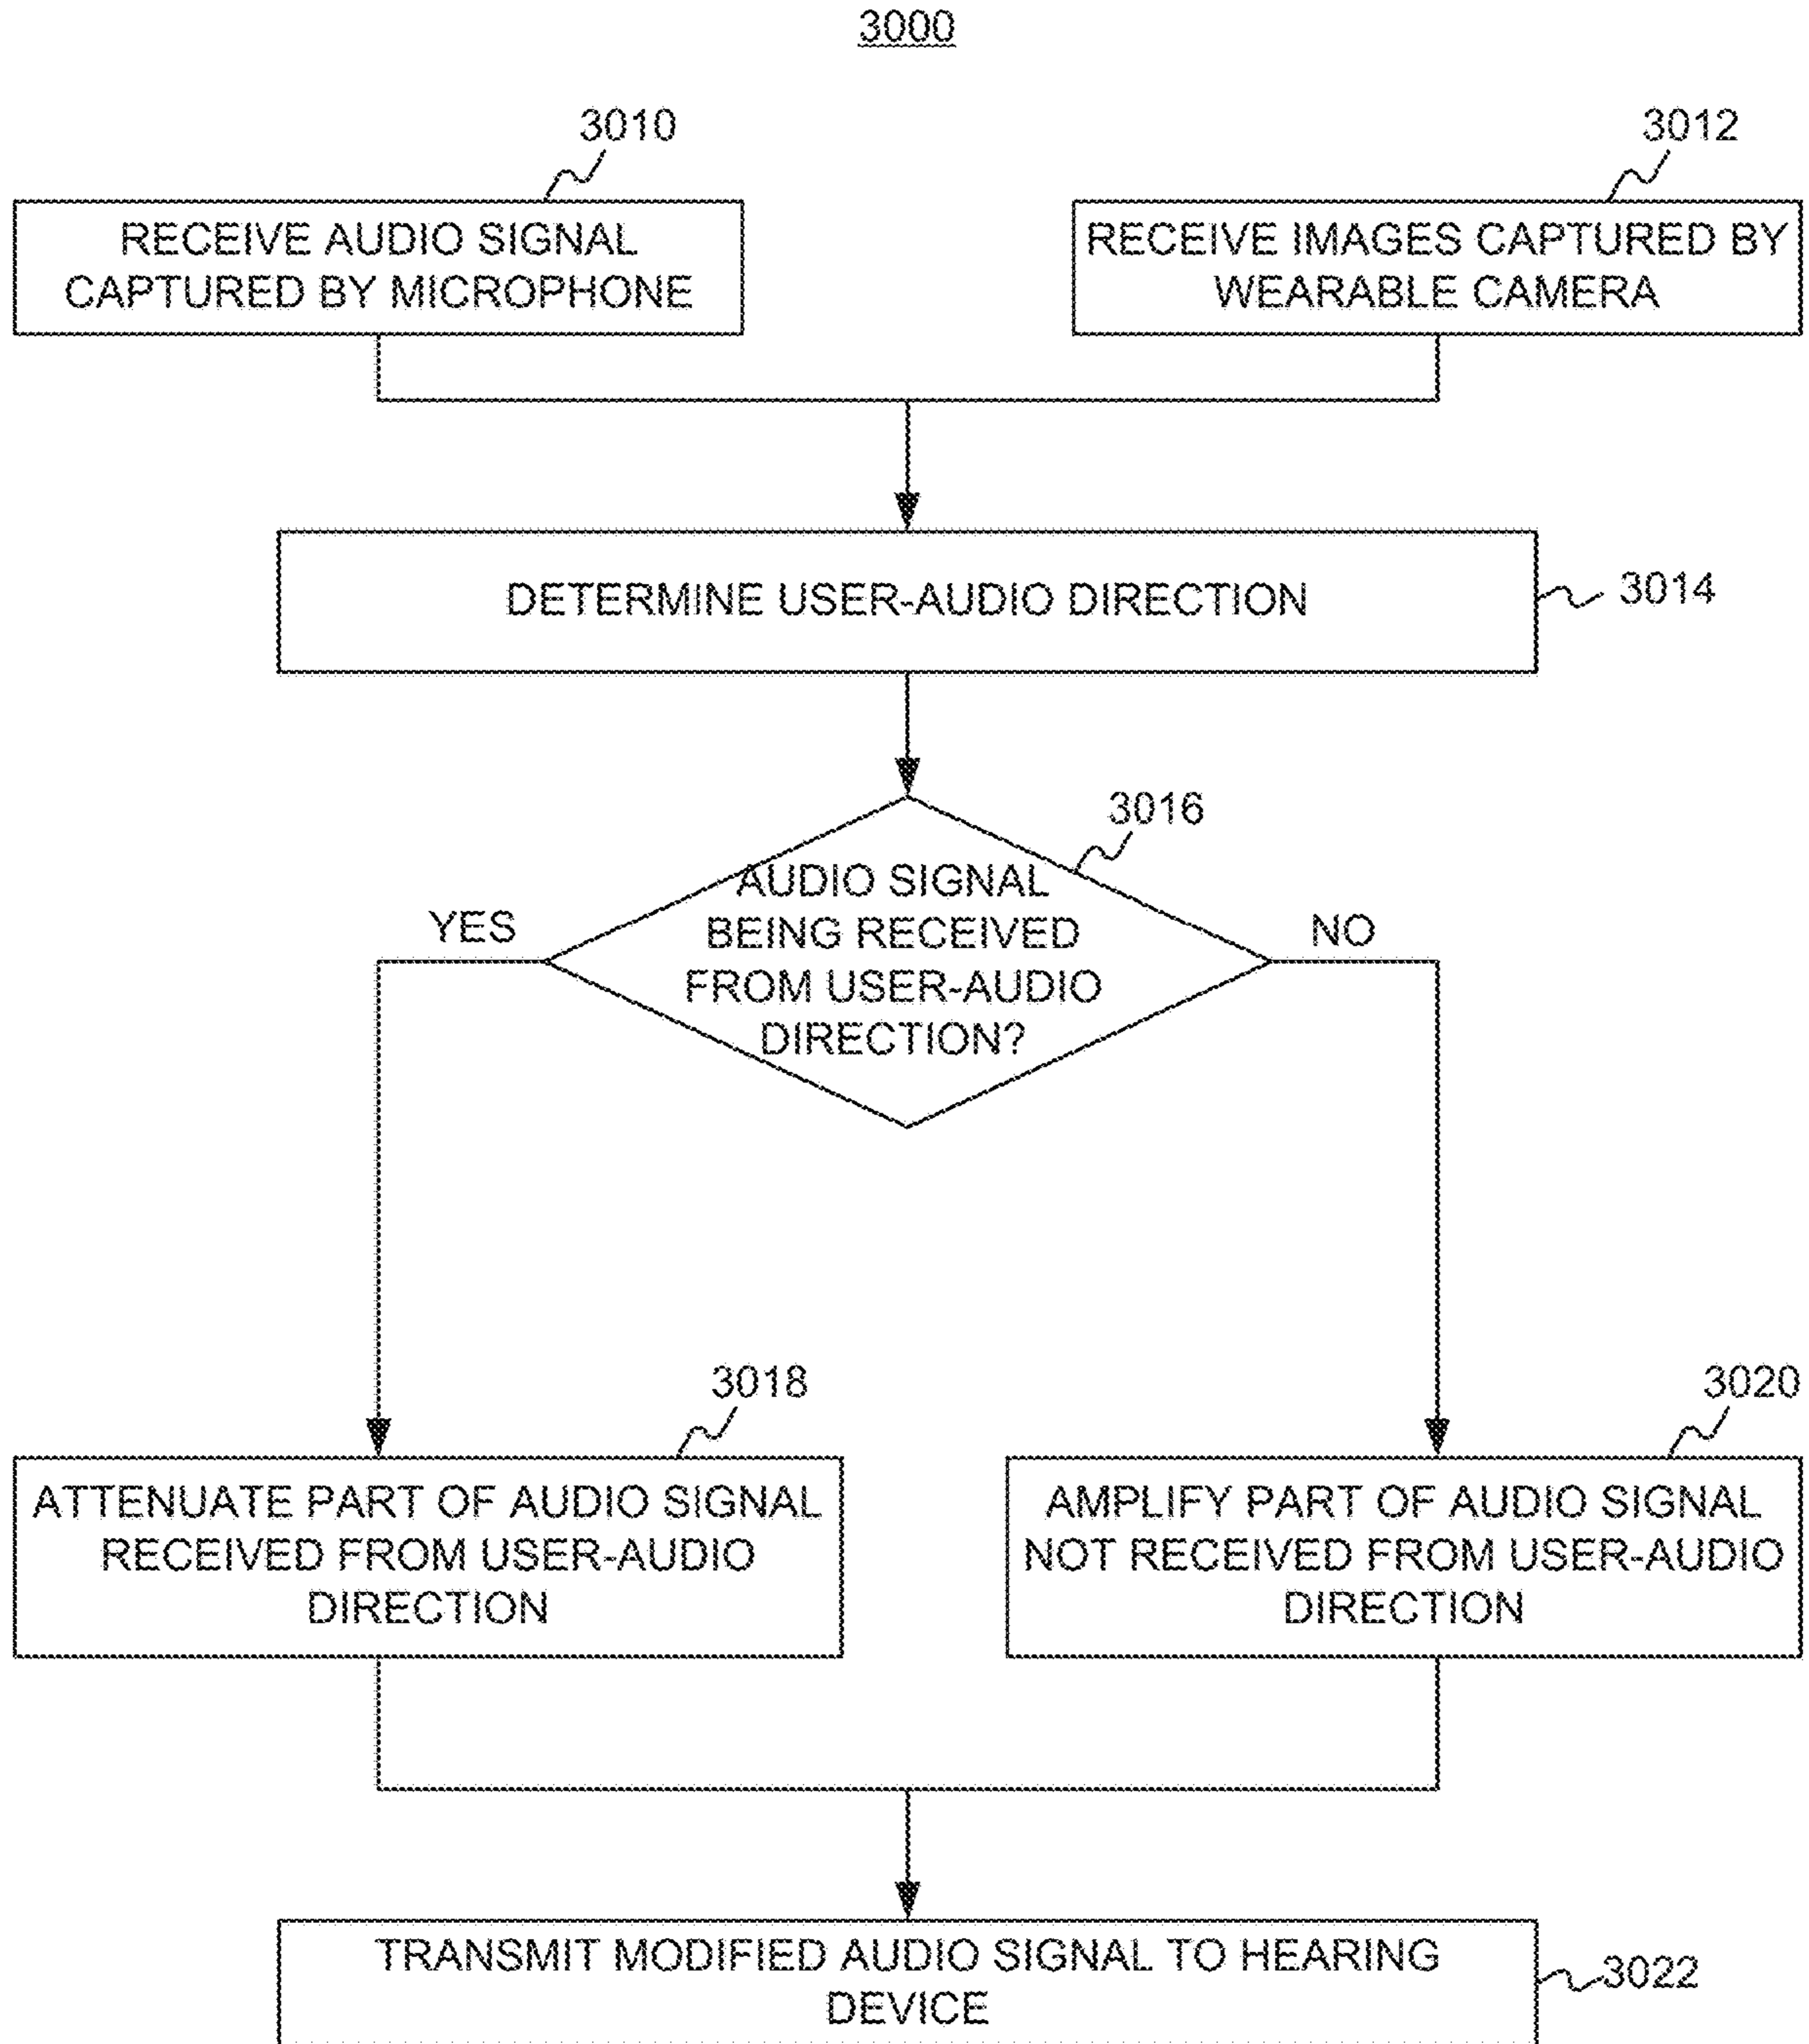 3000
3010
3012
RECEIVE AUDIO SIGNAL
CAPTURED BY MICROPHONE
RECEIVE IMAGES CAPTURED BY
WEARABLE CAMERA
DETERMINE USER-AUDIO DIRECTION
3014
3016
AUDIO SIGNAL
BEING RECEIVED
FROM USER-AUDIO
DIRECTION?
YES
NO
3018
3020
ATTENUATE PART OF AUDIO SIGNAL
RECEIVED FROM USER-AUDIO
DIRECTION
AMPLIFY PART OF AUDIO SIGNAL
NOT RECEIVED FROM USER-AUDIO
DIRECTION
TRANSMIT MODIFIED AUDIO SIGNAL TO HEARING
DEVICE
3022